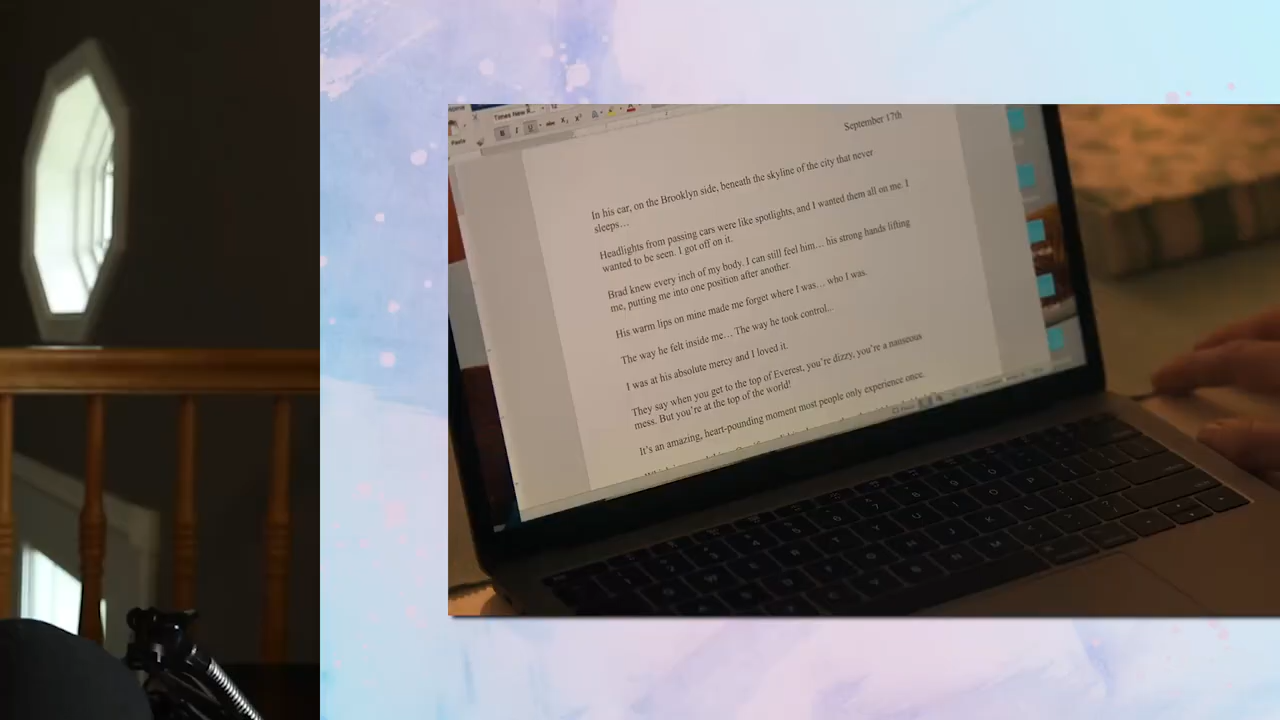 Times New R...
Paste
B I U abc X₂ X²
September 17th
In his car, on the Brooklyn side, beneath the skyline of the city that never
sleeps…
Headlights from passing cars were like spotlights, and I wanted them all on me. I
wanted to be seen. I got off on it.
Brad knew every inch of my body. I can still feel him… his strong hands lifting
me, putting me into one position after another.
His warm lips on mine made me forget where I was… who I was.
The way he felt inside me… The way he took control...
I was at his absolute mercy and I loved it.
They say when you get to the top of Everest, you're dizzy, you're a nauseous
mess. But you're at the top of the world!
It's an amazing, heart-pounding moment most people only experience once.